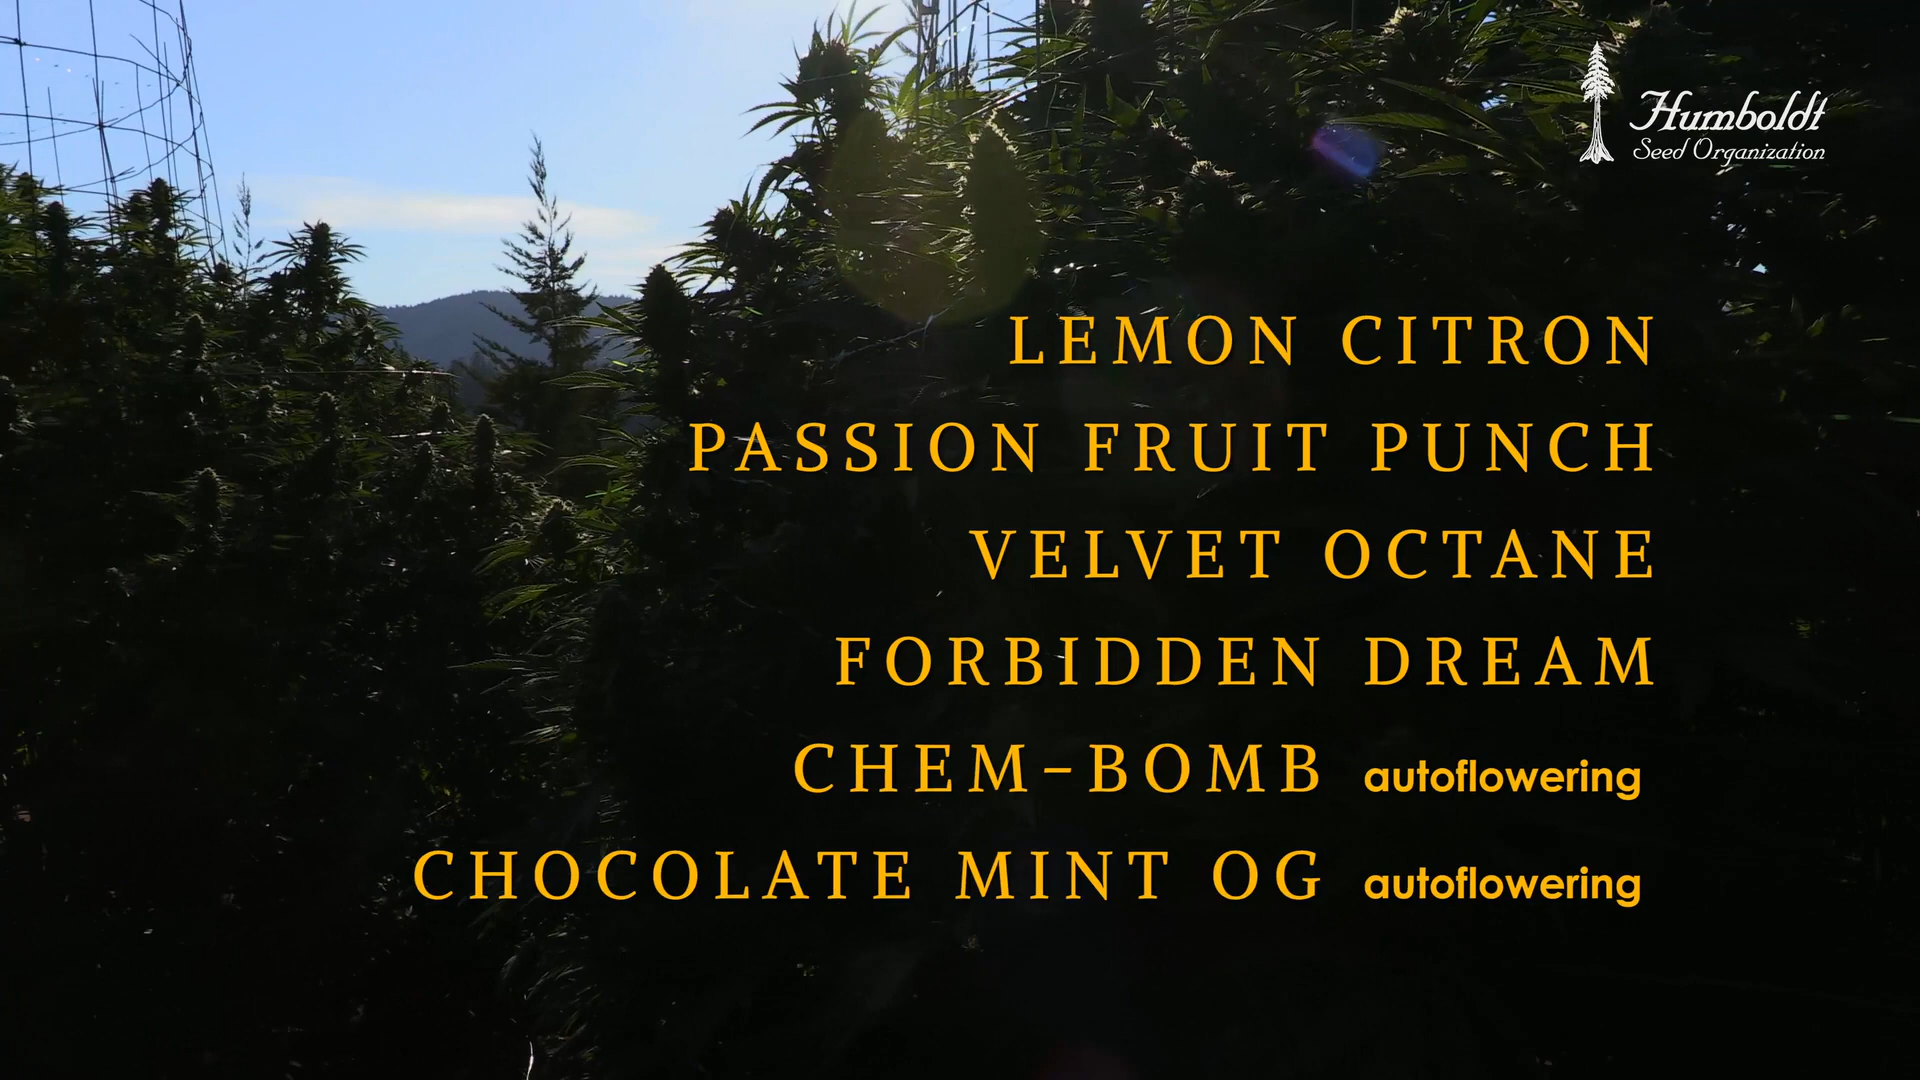 Humboldt
Seed Organization
LEMON CITRON
PASSION FRUIT PUNCH
VELVET OCTANE
FORBIDDEN DREAM
CHEM-BOMB autoflowering
CHOCOLATE MINT OG autoflowering